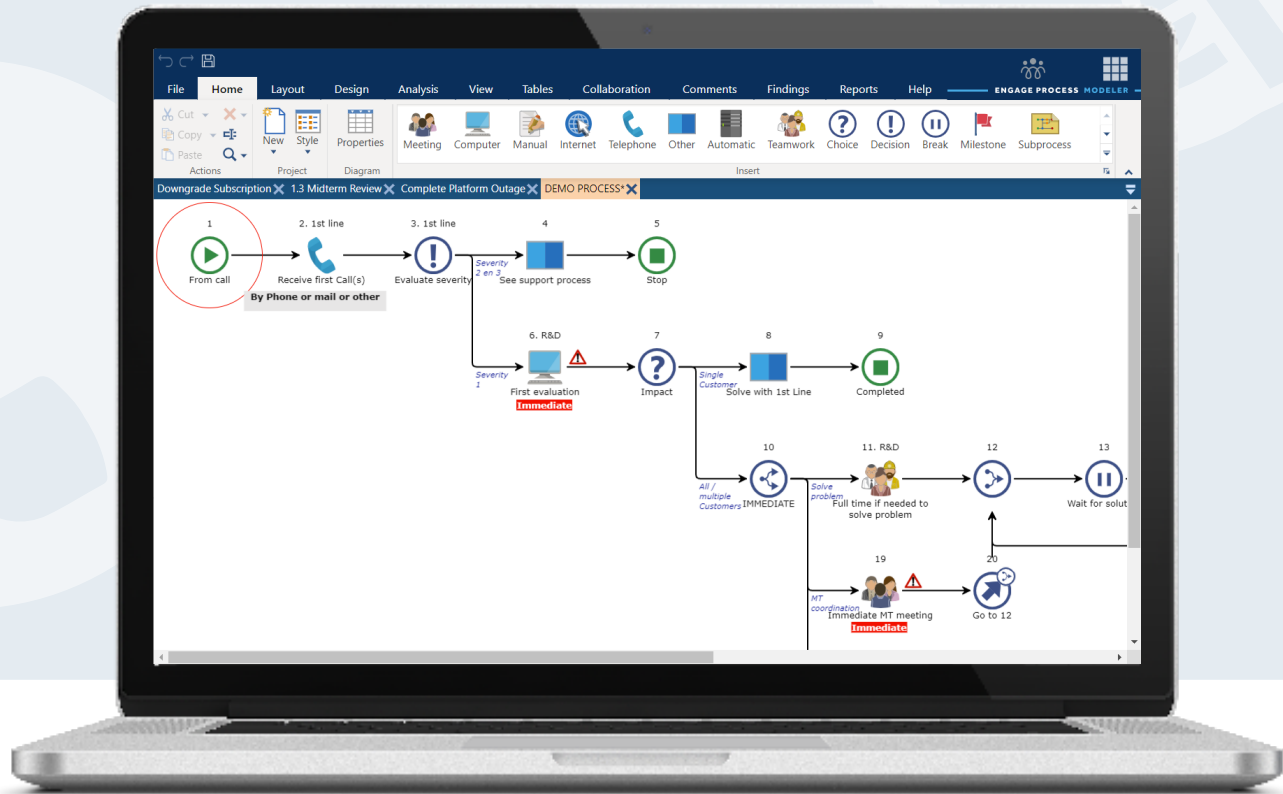 File Home Layout Design Analysis View Tables Collaboration Comments Findings Reports Help ENGAGE PROCESS MODELER
Cut
Copy
Paste
New
Style
Properties
Meeting Computer Manual Internet Telephone Other Automatic Teamwork Choice Decision Break Milestone Subprocess
Actions Project Diagram Insert
Downgrade Subscription 1.3 Midterm Review Complete Platform Outage DEMO PROCESS*
1 2. 1st line 3. 1st line 4 5
Severity
2 en 3
From call Receive first Call(s) Evaluate severity See support process Stop
By Phone or mail or other
6. R&D 7 8 9
Severity
1
Single
Customer
First evaluation Impact Solve with 1st Line Completed
Immediate
10 11. R&D 12 13
All /
multiple
Customers
IMMEDIATE
Solve
problem
Full time if needed to
solve problem
Wait for solut
19 20
MT
coordination
Immediate MT meeting Go to 12
Immediate